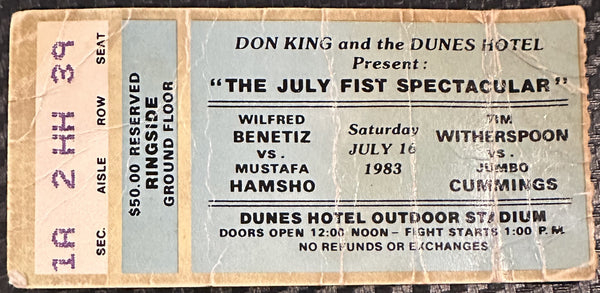 DON KING and the DUNES HOTEL
Present:
"THE JULY FIST SPECTACULAR"
WILFRED
BENETIZ
VS.
MUSTAFA
HAMSHO
Saturday
JULY 16
1983
TIM
WITHERSPOON
VS.
JUMBO
CUMMINGS
DUNES HOTEL OUTDOOR STADIUM
DOORS OPEN 12:00 NOON - FIGHT STARTS 1:00 P.M.
NO REFUNDS OR EXCHANGES
$50.00 RESERVED
RINGSIDE
GROUND FLOOR
SEC. AISLE ROW SEAT
1A 2 HH 39